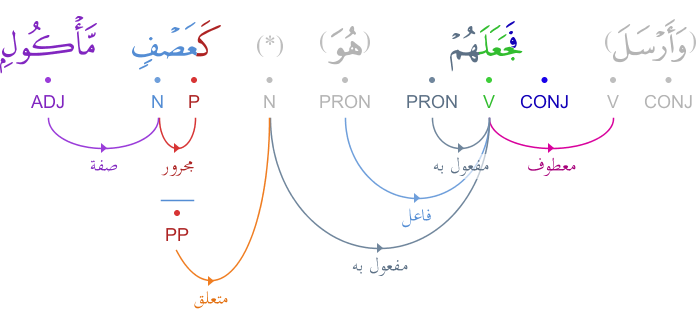 (وَأَرْسَلَ) فَجَعَلَهُمْ (هُوَ) (*) كَعَصْفٍ مَّأْكُولٍ
CONJ V CONJ V PRON PRON N P N ADJ
معطوف مفعول به مجرور صفة
فاعل
PP
مفعول به
متعلق